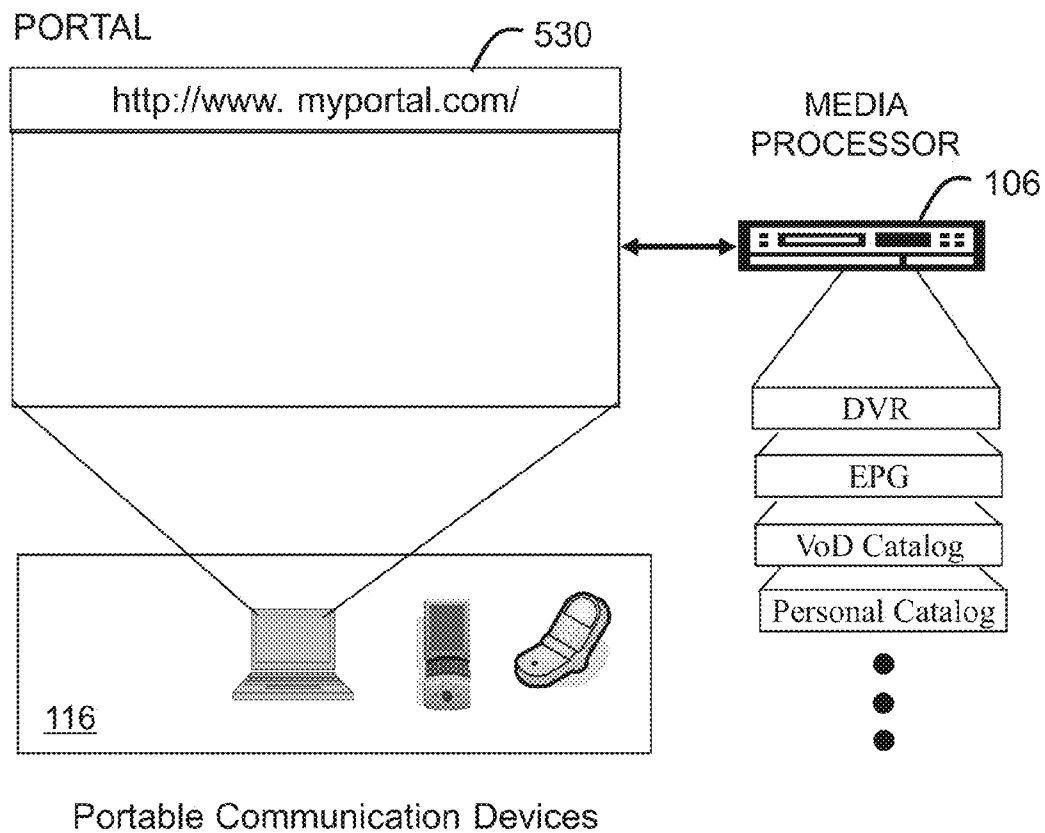 PORTAL
530
http://www. myportal.com/
MEDIA
PROCESSOR
106
DVR
EPG
VoD Catalog
Personal Catalog
116
Portable Communication Devices